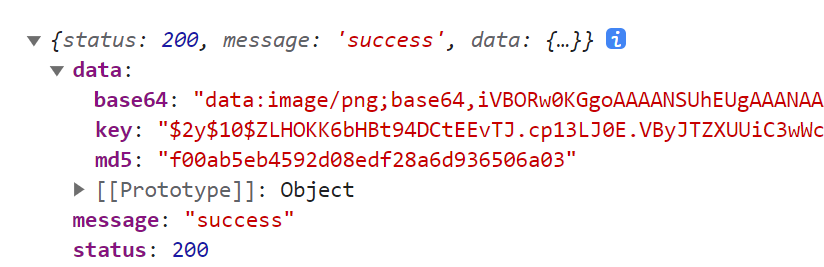 {status: 200, message: 'success', data: {…}} i
data:
base64: "data:image/png;base64,iVBORw0KGgoAAAANSUhEUgAAANAA
key: "$2y$10$ZLHOKK6bHBt94DCtEEvTJ.cp13LJ0E.VByJTZXUUiC3wWc
md5: "f00ab5eb4592d08edf28a6d936506a03"
[[Prototype]]: Object
message: "success"
status: 200